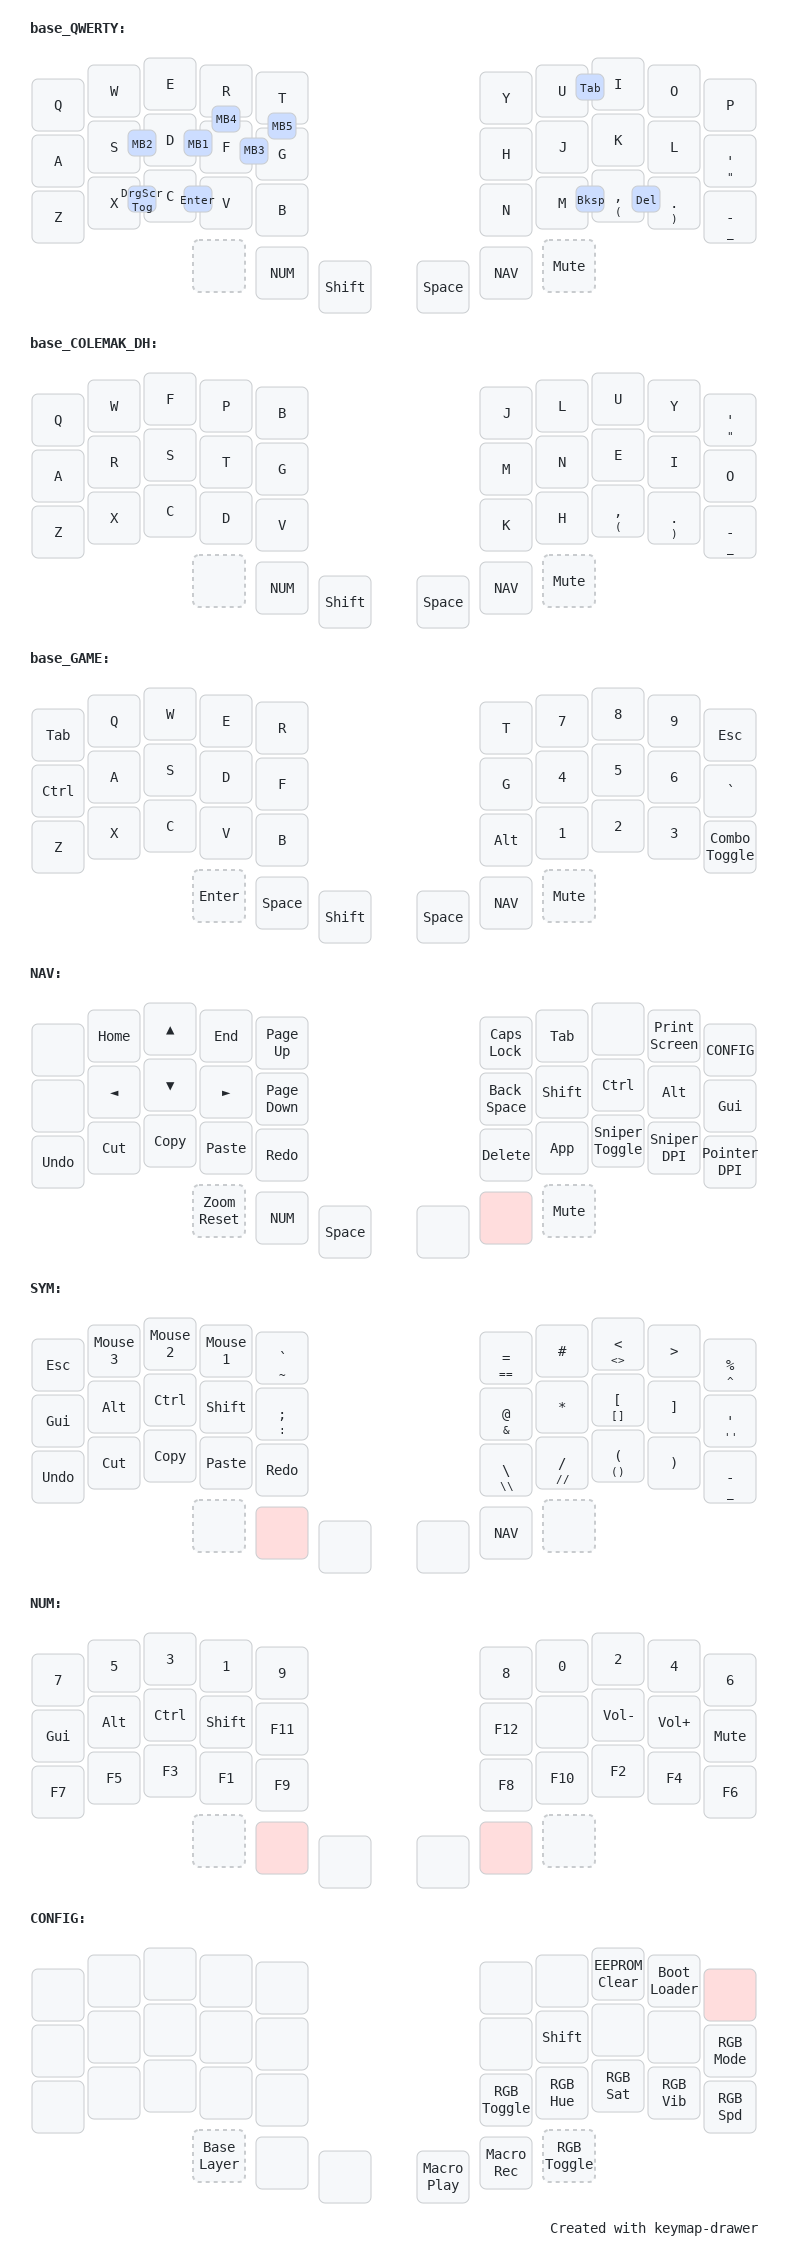 base_QWERTY:
Q W E R T Y U Tab I O P
MB4 MB5
A S MB2 D MB1 F MB3 G H J K L ' "
Z X DrgScr Tog C Enter V B N M Bksp , ( Del . ) - _
NUM Shift Space NAV Mute
base_COLEMAK_DH:
Q W F P B J L U Y ' "
A R S T G M N E I O
Z X C D V K H , ( . ) - _
NUM Shift Space NAV Mute
base_GAME:
Tab Q W E R T 7 8 9 Esc
Ctrl A S D F G 4 5 6 `
Z X C V B Alt 1 2 3 Combo Toggle
Enter Space Shift Space NAV Mute
NAV:
Home ▲ End Page Up Caps Lock Tab Print Screen CONFIG
◄ ▼ ► Page Down Back Space Shift Ctrl Alt Gui
Undo Cut Copy Paste Redo Delete App Sniper Toggle Sniper DPI Pointer DPI
Zoom Reset NUM Space Mute
SYM:
Esc Mouse 3 Mouse 2 Mouse 1 ` ~ = == # < <> > % ^
Gui Alt Ctrl Shift ; : @ & * [ [] ] ' ''
Undo Cut Copy Paste Redo \ \\ / // ( () ) - _
NAV
NUM:
7 5 3 1 9 8 0 2 4 6
Gui Alt Ctrl Shift F11 F12 Vol- Vol+ Mute
F7 F5 F3 F1 F9 F8 F10 F2 F4 F6
CONFIG:
EEPROM Clear Boot Loader
Shift RGB Mode
RGB Toggle RGB Hue RGB Sat RGB Vib RGB Spd
Base Layer Macro Play Macro Rec RGB Toggle
Created with keymap-drawer